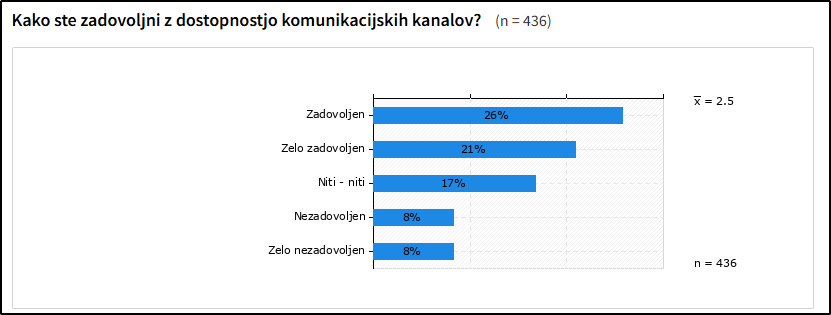 Kako ste zadovoljni z dostopnostjo komunikacijskih kanalov? (n = 436)
x̅ = 2.5
Zadovoljen 26%
Zelo zadovoljen 21%
Niti - niti 17%
Nezadovoljen 8%
Zelo nezadovoljen 8%
n = 436